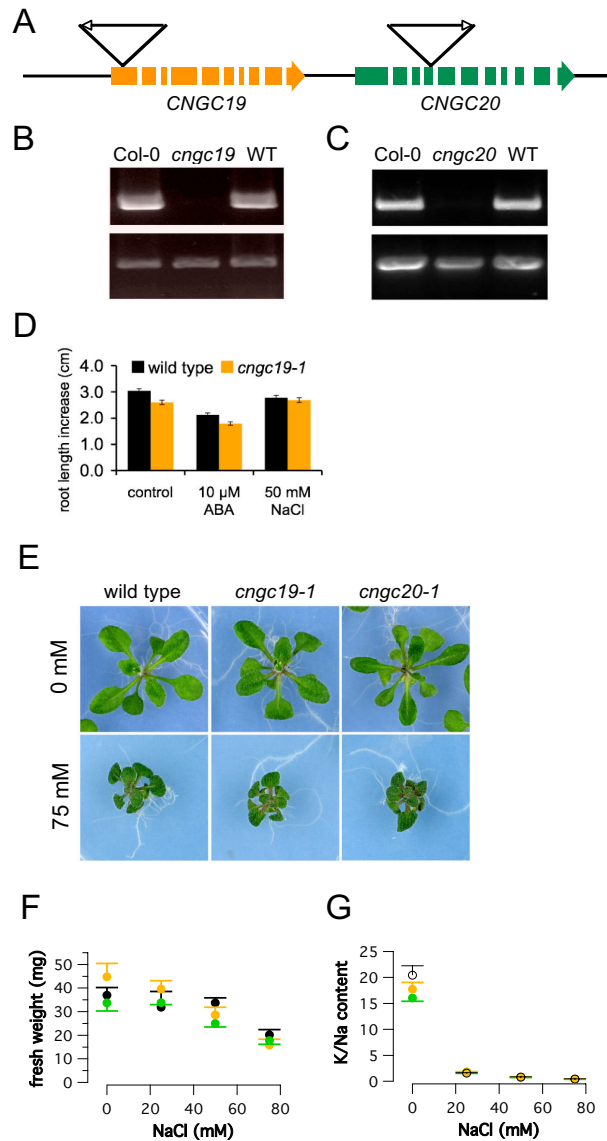 A
CNGC19
CNGC20
B
Col-0 cngc19 WT
C
Col-0 cngc20 WT
D
root length increase (cm)
4.0
3.0
2.0
1.0
0.0
wild type
cngc19-1
control
10 µM
ABA
50 mM
NaCl
E
wild type
cngc19-1
cngc20-1
0 mM
75 mM
F
fresh weight (mg)
50
40
30
20
10
0
0 20 40 60 80
NaCl (mM)
G
K/Na content
25
20
15
10
5
0
0 20 40 60 80
NaCl (mM)